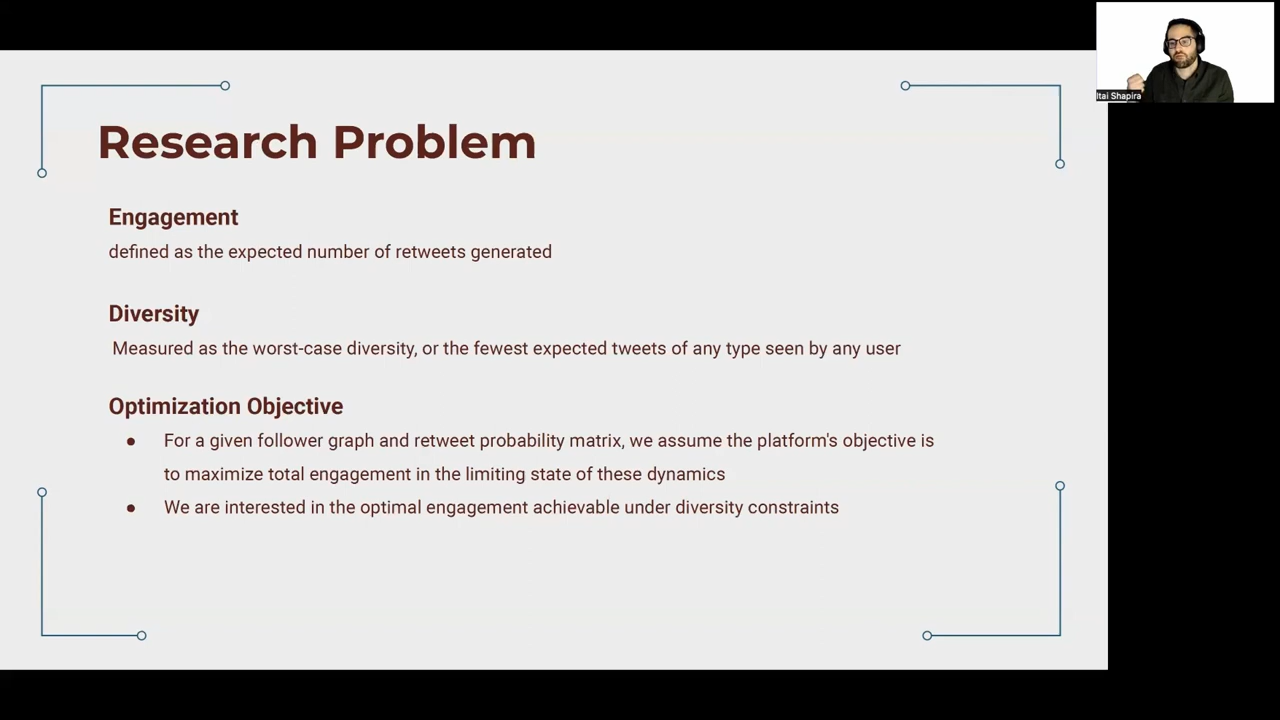 Itai Shapira
Research Problem
Engagement
defined as the expected number of retweets generated
Diversity
Measured as the worst-case diversity, or the fewest expected tweets of any type seen by any user
Optimization Objective
● For a given follower graph and retweet probability matrix, we assume the platform's objective is
to maximize total engagement in the limiting state of these dynamics
● We are interested in the optimal engagement achievable under diversity constraints